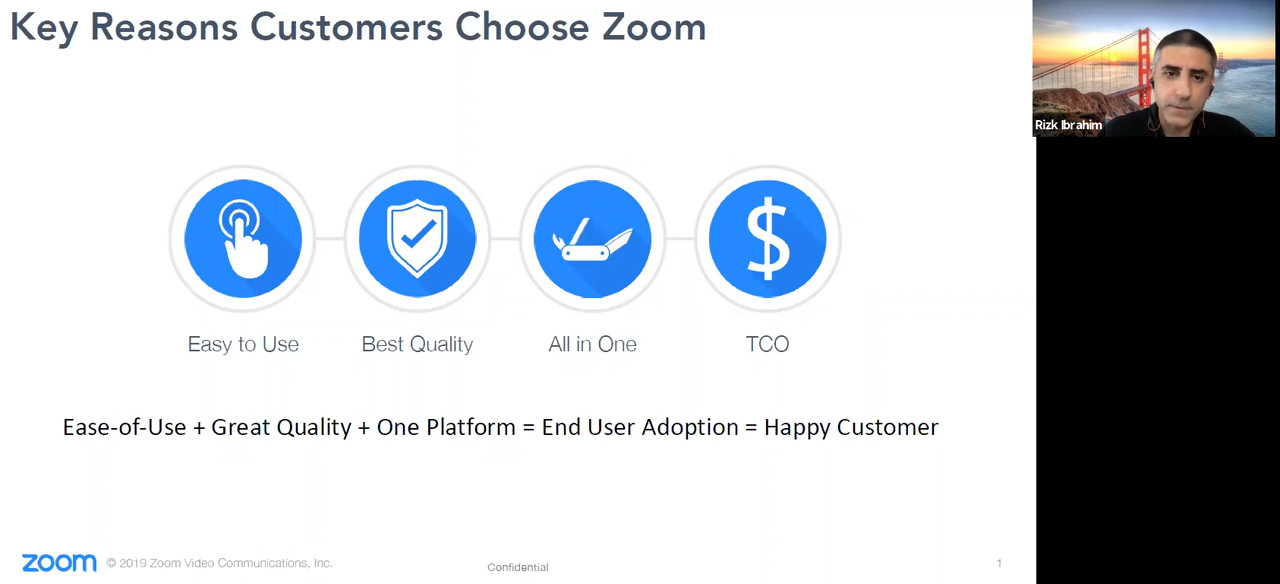 Key Reasons Customers Choose Zoom
Rizk Ibrahim
$
Easy to Use
Best Quality
All in One
TCO
Ease-of-Use + Great Quality + One Platform = End User Adoption = Happy Customer
zoom
© 2019 Zoom Video Communications, Inc.
Confidential
1